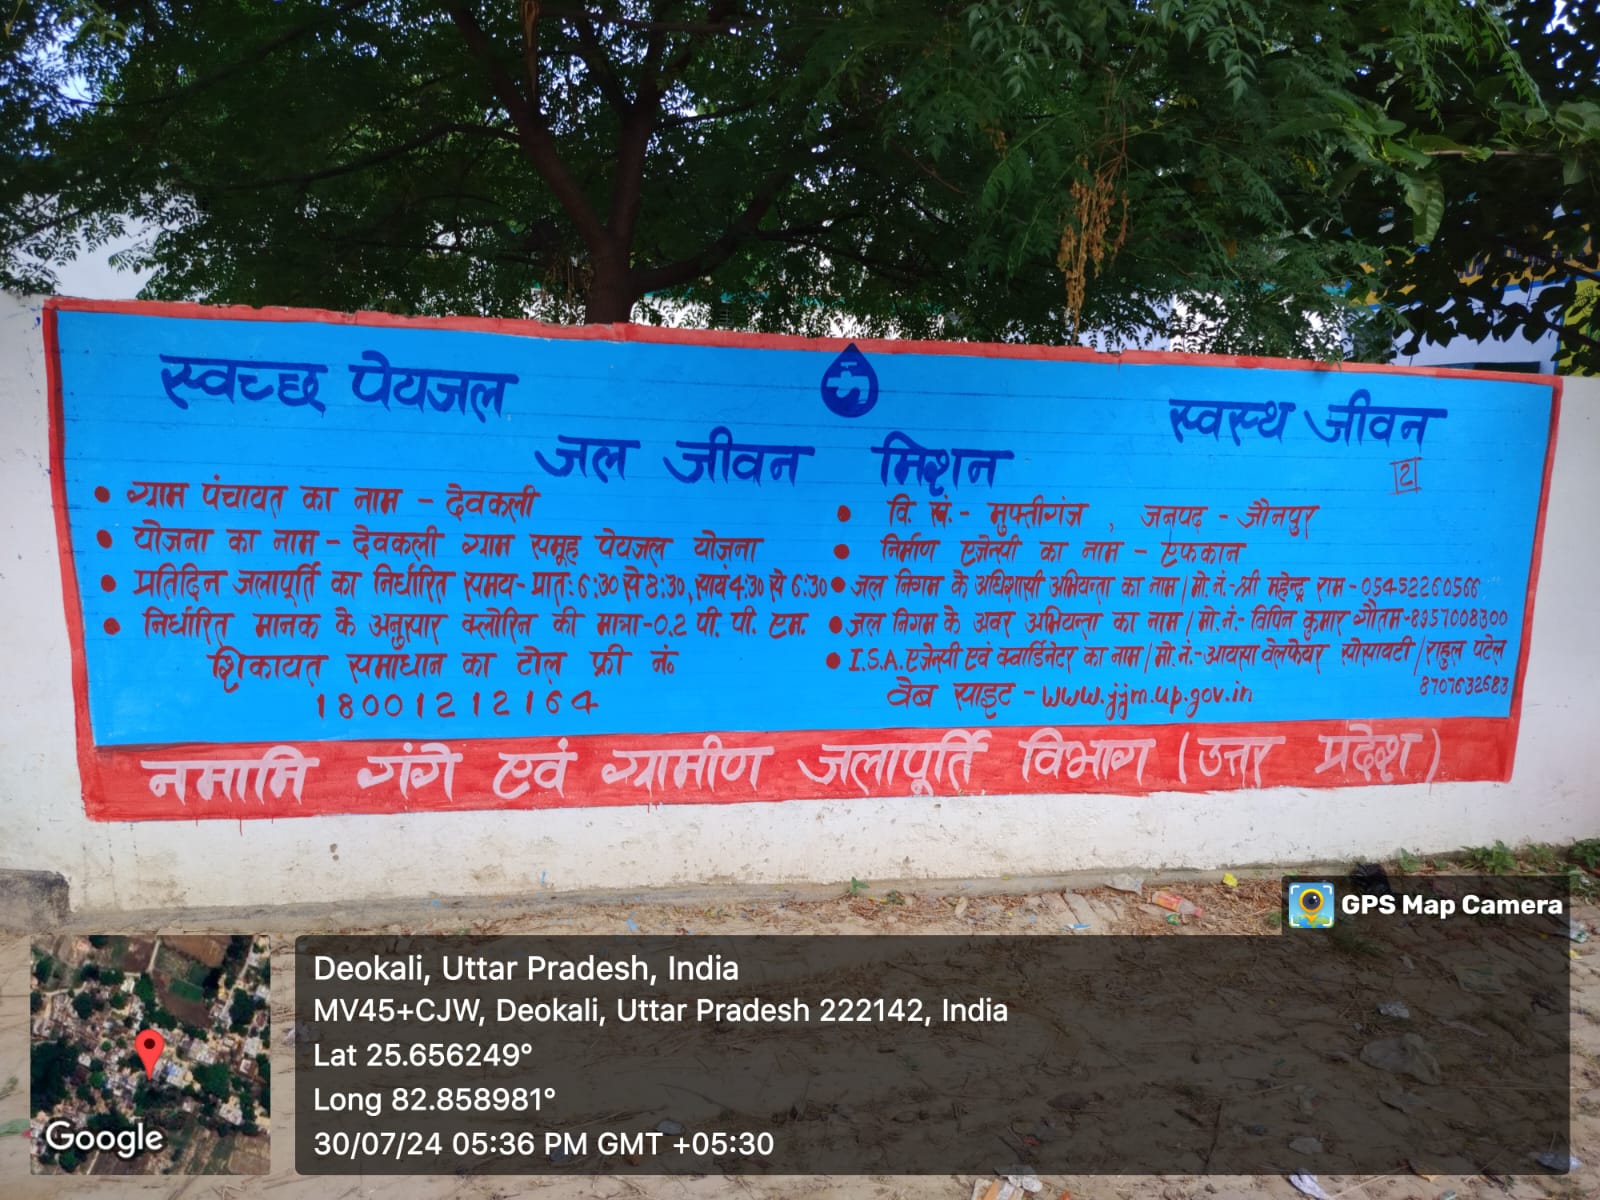 स्वच्छ पेयजल
स्वस्थ जीवन
जल जीवन मिशन
2
• ग्राम पंचायत का नाम - देवकली
• योजना का नाम - देवकली ग्राम समूह पेयजल योजना
• प्रतिदिन जलापूर्ति का निर्धारित समय- प्रात: 6:30 से 8:30, सायं 4:30 से 6:30
• निर्धारित मानक के अनुसार क्लोरिन की मात्रा-0.2 पी. पी. एम.
शिकायत समाधान का टोल फ्री नं॰
18001212164
• वि. खं.- मुफ्तीगंज , जनपद - जौनपुर
• निर्माण एजेन्सी का नाम - एफकान
• जल निगम के अधिशासी अभियन्ता का नाम / मो.नं.-श्री महेन्द्र राम - 05452260566
• जल निगम के अवर अभियन्ता का नाम / मो.नं.- विपिन कुमार गौतम-8957008300
• I.S.A. एजेन्सी एवं क्वार्डिनेटर का नाम / मो.नं.- आयसा वेलफेयर सोसायटी / राहुल पटेल
8707632683
वेब साइट - www.jjm.up.gov.in
नमामि गंगे एवं ग्रामीण जलापूर्ति विभाग (उत्तर प्रदेश)
GPS Map Camera
Deokali, Uttar Pradesh, India
MV45+CJW, Deokali, Uttar Pradesh 222142, India
Lat 25.656249°
Long 82.858981°
30/07/24 05:36 PM GMT +05:30
Google